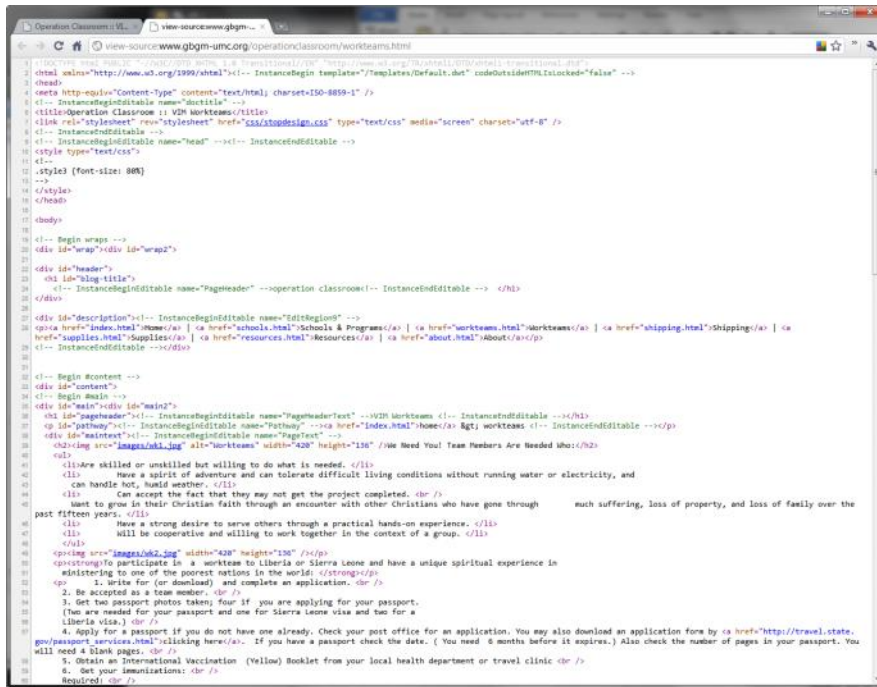 Operation Classroom :: VI...
view-source:www.gbgm-...
view-source:www.gbgm-umc.org/operationclassroom/workteams.html
<!DOCTYPE html PUBLIC "-//W3C//DTD XHTML 1.0 Transitional//EN" "http://www.w3.org/TR/xhtml1/DTD/xhtml1-transitional.dtd">
<html xmlns="http://www.w3.org/1999/xhtml"><!-- InstanceBegin template="/Templates/Default.dwt" codeOutsideHTMLIsLocked="false" -->
<head>
<meta http-equiv="Content-Type" content="text/html; charset=ISO-8859-1" />
<!-- InstanceBeginEditable name="doctitle" -->
<title>Operation Classroom :: VIM Workteams</title>
<link rel="stylesheet" rev="stylesheet" href="css/stopdesign.css" type="text/css" media="screen" charset="utf-8" />
<!-- InstanceEndEditable -->
<!-- InstanceBeginEditable name="head" --><!-- InstanceEndEditable -->
<style type="text/css">
<!--
.style3 {font-size: 80%}
-->
</style>
</head>
<body>
<!-- Begin wraps -->
<div id="wrap"><div id="wrap2">
<div id="header">
<h1 id="blog-title">
<!-- InstanceBeginEditable name="PageHeader" -->operation classroom<!-- InstanceEndEditable --> </h1>
</div>
<div id="description"><!-- InstanceBeginEditable name="EditRegion9" -->
<p><a href="index.html">Home</a> | <a href="schools.html">Schools & Programs</a> | <a href="workteams.html">Workteams</a> | <a href="shipping.html">Shipping</a> | <a
href="supplies.html">Supplies</a> | <a href="resources.html">Resources</a> | <a href="about.html">About</a></p>
<!-- InstanceEndEditable --></div>
<!-- Begin #content -->
<div id="content">
<!-- Begin #main -->
<div id="main"><div id="main2">
<h1 id="pageheader"><!-- InstanceBeginEditable name="PageHeaderText" -->VIM Workteams <!-- InstanceEndEditable --></h1>
<p id="pathway"><!-- InstanceBeginEditable name="Pathway" --><a href="index.html">home</a> &gt; workteams <!-- InstanceEndEditable --></p>
<div id="maintext"><!-- InstanceBeginEditable name="PageText" -->
<h2><img src="images/wk1.jpg" alt="Workteams" width="420" height="136" />We Need You! Team Members Are Needed Who:</h2>
<ul>
<li>Are skilled or unskilled but willing to do what is needed. </li>
<li> Have a spirit of adventure and can tolerate difficult living conditions without running water or electricity, and
can handle hot, humid weather. </li>
<li> Can accept the fact that they may not get the project completed. <br />
Want to grow in their Christian faith through an encounter with other Christians who have gone through much suffering, loss of property, and loss of family over the
past fifteen years. </li>
<li> Have a strong desire to serve others through a practical hands-on experience. </li>
<li> Will be cooperative and willing to work together in the context of a group. </li>
</ul>
<p><img src="images/wk2.jpg" width="420" height="136" /></p>
<p><strong>To participate in a workteam to Liberia or Sierra Leone and have a unique spiritual experience in
ministering to one of the poorest nations in the world: </strong></p>
<p> 1. Write for (or download) and complete an application. <br />
2. Be accepted as a team member. <br />
3. Get two passport photos taken; four if you are applying for your passport.
(Two are needed for your passport and one for Sierra Leone visa and two for a
Liberia visa.) <br />
4. Apply for a passport if you do not have one already. Check your post office for an application. You may also download an application form by <a href="http://travel.state.
gov/passport_services.html">clicking here</a>. If you have a passport check the date. ( You need 6 months before it expires.) Also check the number of pages in your passport. You
will need 4 blank pages. <br />
5. Obtain an International Vaccination (Yellow) Booklet from your local health department or travel clinic <br />
6. Get your immunizations: <br />
Required: <br />